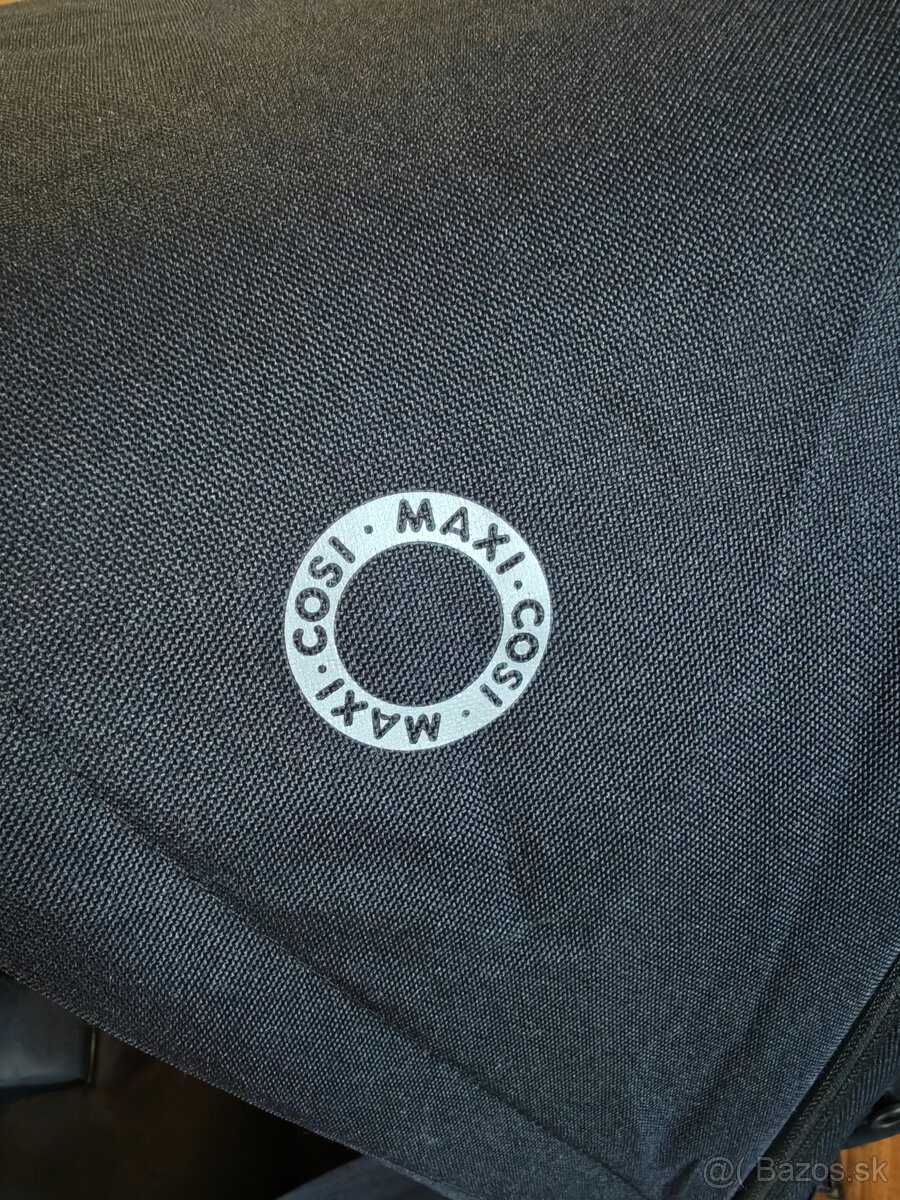 MAXI · COSI · MAXI · COSI ·
@( Bazos.sk